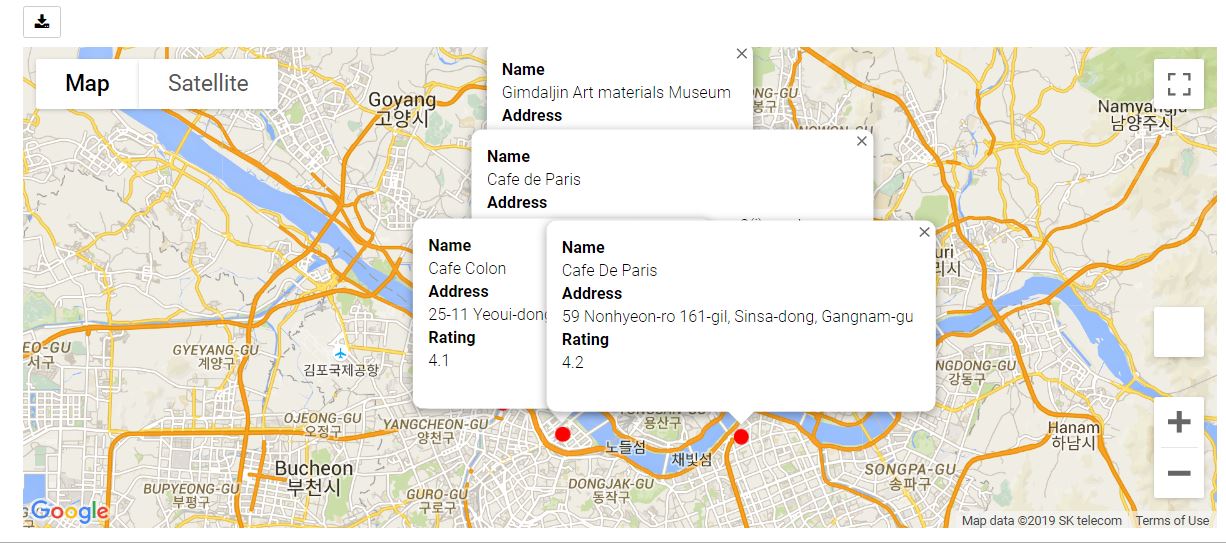 Map Satellite
Goyang
고양시
Name
Gimdaljin Art materials Museum
Address
Namyangju
남양주시
Name
Cafe de Paris
Address
Name
Cafe Colon
Address
25-11 Yeoui-dong
Rating
4.1
Name
Cafe De Paris
Address
59 Nonhyeon-ro 161-gil, Sinsa-dong, Gangnam-gu
Rating
4.2
GYEYANG-GU
계양구
김포국제공항
EO-GU
서구
OJEONG-GU
오정구
YANGCHEON-GU
양천구
용산구
노들섬
채빛섬
GANGDONG-GU
강동구
Hanam
하남시
Bucheon
부천시
BUPYEONG-GU
부평구
GURO-GU
구로구
DONGJAK-GU
동작구
SONGPA-GU
송파구
Google
Map data ©2019 SK telecom Terms of Use